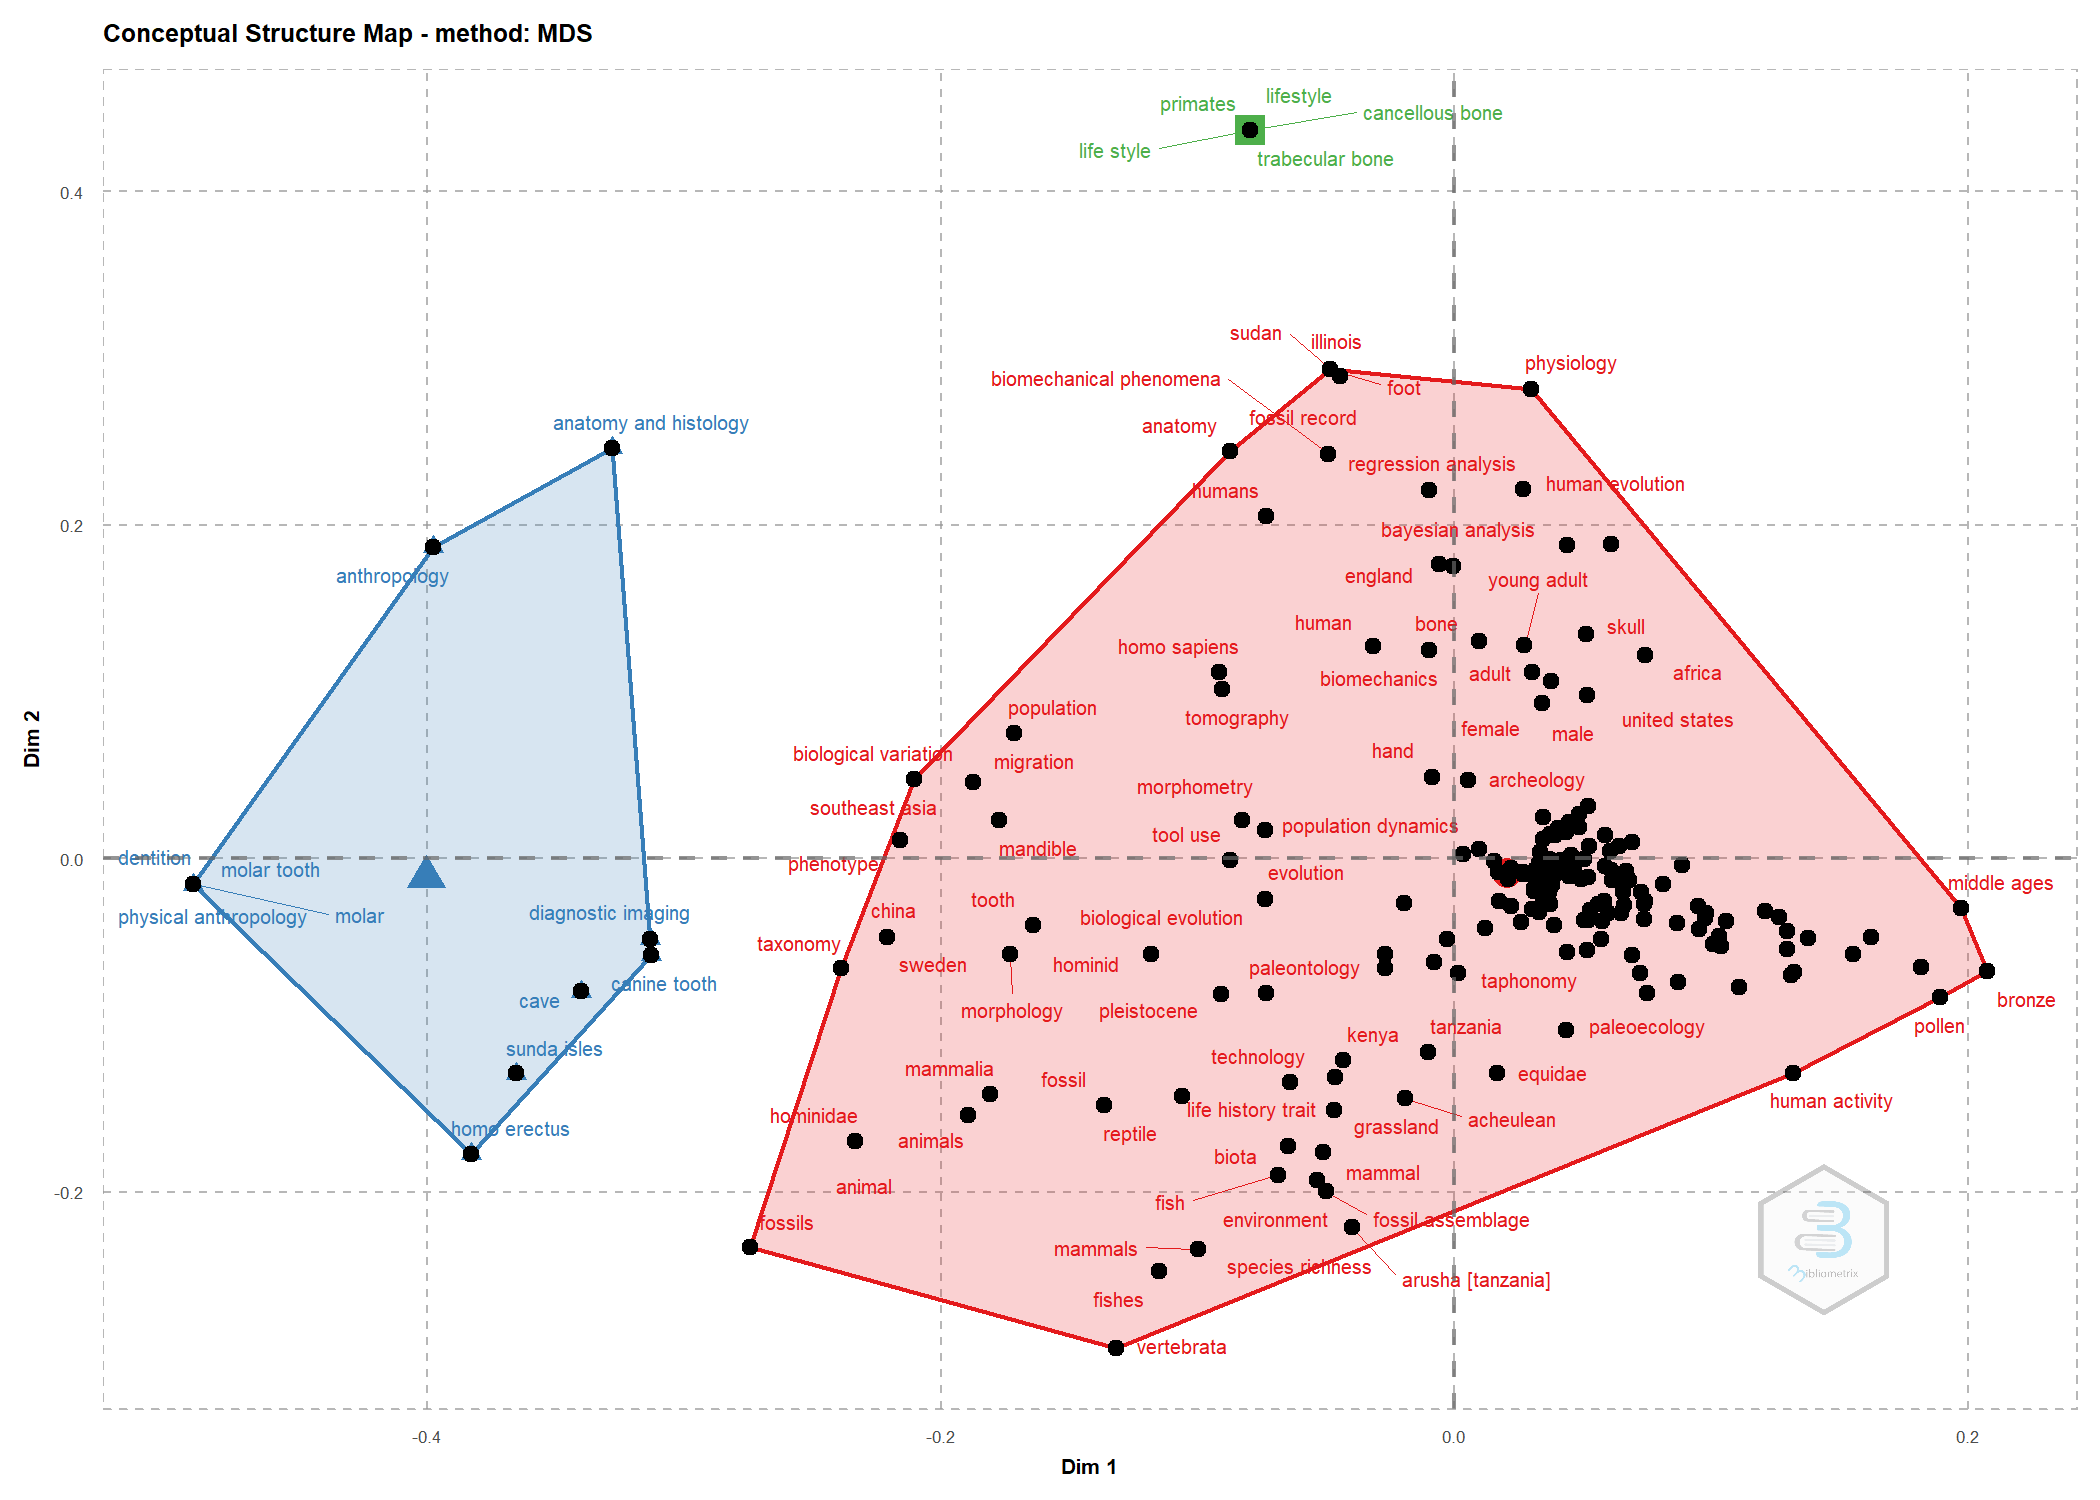 Conceptual Structure Map - method: MDS
primates
lifestyle
cancellous bone
life style
trabecular bone
0.4
sudan
illinois
physiology
biomechanical phenomena
foot
anatomy and histology
anatomy
fossil record
regression analysis
humans
human evolution
0.2
bayesian analysis
anthropology
england
young adult
human
bone
skull
homo sapiens
biomechanics
adult
africa
population
tomography
united states
female
male
biological variation
migration
hand
morphometry
archeology
southeast asia
tool use
population dynamics
mandible
0.0
dentition
molar tooth
phenotype
evolution
middle ages
physical anthropology
molar
diagnostic imaging
china
tooth
biological evolution
taxonomy
sweden
hominid
paleontology
taphonomy
cave
canine tooth
morphology
pleistocene
bronze
pollen
sunda isles
kenya
tanzania
paleoecology
technology
mammalia
fossil
equidae
hominidae
life history trait
human activity
homo erectus
animals
reptile
grassland
acheulean
biota
mammal
animal
-0.2
fish
fossils
environment
fossil assemblage
mammals
species richness
arusha [tanzania]
fishes
vertebrata
ibliometrix
-0.4
-0.2
0.0
0.2
Dim 1
Dim 2